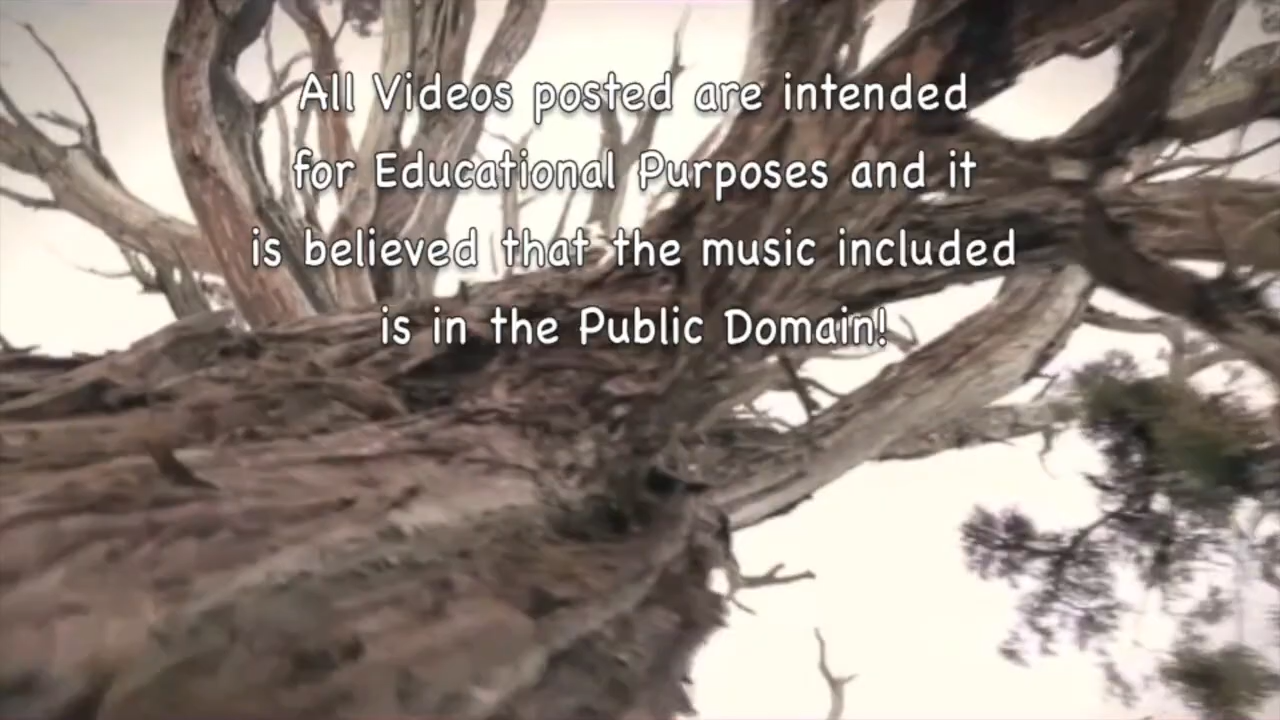 All Videos posted are intended
for Educational Purposes and it
is believed that the music included
is in the Public Domain!